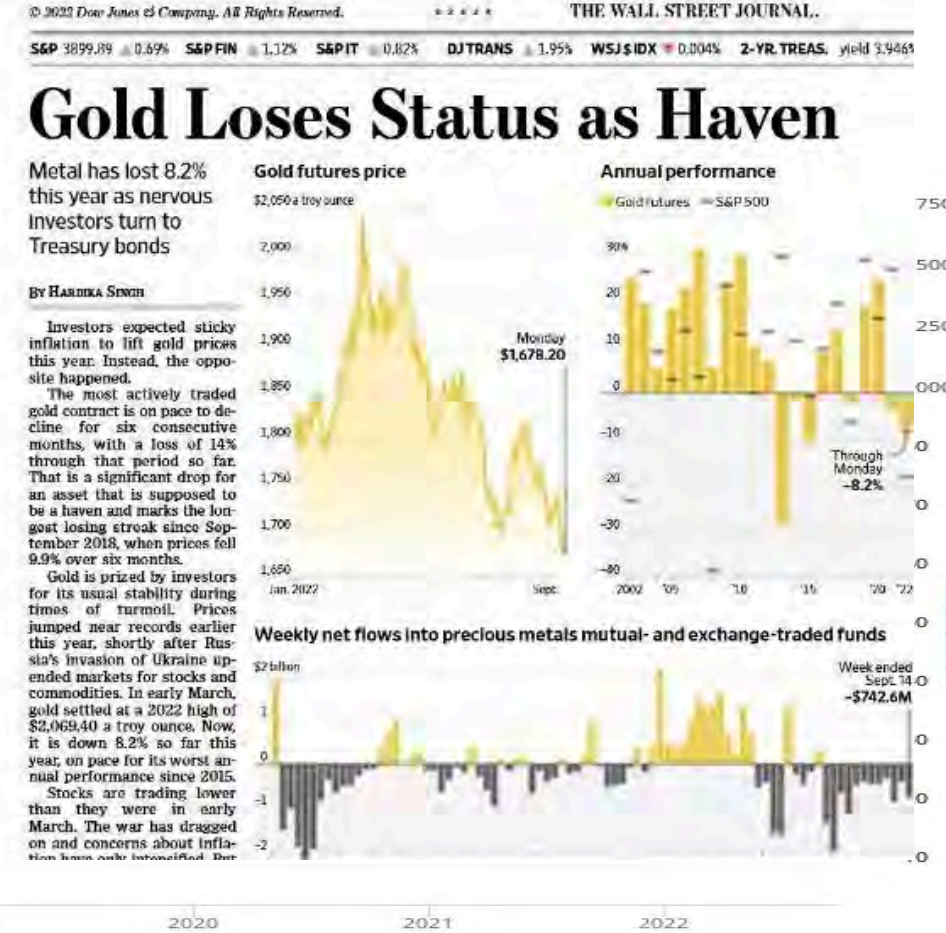 © 2022 Dow Jones & Company. All Rights Reserved.
* * * * *
THE WALL STREET JOURNAL.
S&P 3899.89 ▲ 0.69% S&P FIN ▲ 1.12% S&P IT ▲ 0.82% DJ TRANS ▲ 1.95% WSJ $ IDX ▼ 0.004% 2-YR. TREAS. yield 3.946%
Gold Loses Status as Haven
Metal has lost 8.2%
this year as nervous
investors turn to
Treasury bonds
BY HARDIKA SINGH
Investors expected sticky
inflation to lift gold prices
this year. Instead, the oppo-
site happened.
The most actively traded
gold contract is on pace to de-
cline for six consecutive
months, with a loss of 14%
through that period so far.
That is a significant drop for
an asset that is supposed to
be a haven and marks the lon-
gest losing streak since Sep-
tember 2018, when prices fell
9.9% over six months.
Gold is prized by investors
for its usual stability during
times of turmoil. Prices
jumped near records earlier
this year, shortly after Rus-
sia's invasion of Ukraine up-
ended markets for stocks and
commodities. In early March,
gold settled at a 2022 high of
$2,069.40 a troy ounce. Now,
it is down 8.2% so far this
year, on pace for its worst an-
nual performance since 2015.
Stocks are trading lower
than they were in early
March. The war has dragged
on and concerns about infla-
tion have only intensified. But
Gold futures price
$2,050 a troy ounce
2,000
1,950
1,900
1,850
1,800
1,750
1,700
1,650
Monday
$1,678.20
Jan. 2022
Sept.
Annual performance
Gold futures
S&P 500
30%
20
10
0
-10
-20
-30
-40
Through
Monday
-8.2%
2002 '05 '10 '15 '20 '22
Weekly net flows into precious metals mutual- and exchange-traded funds
$2 billion
1
0
-1
-2
Week ended
Sept. 14
-$742.6M
2020
2021
2022